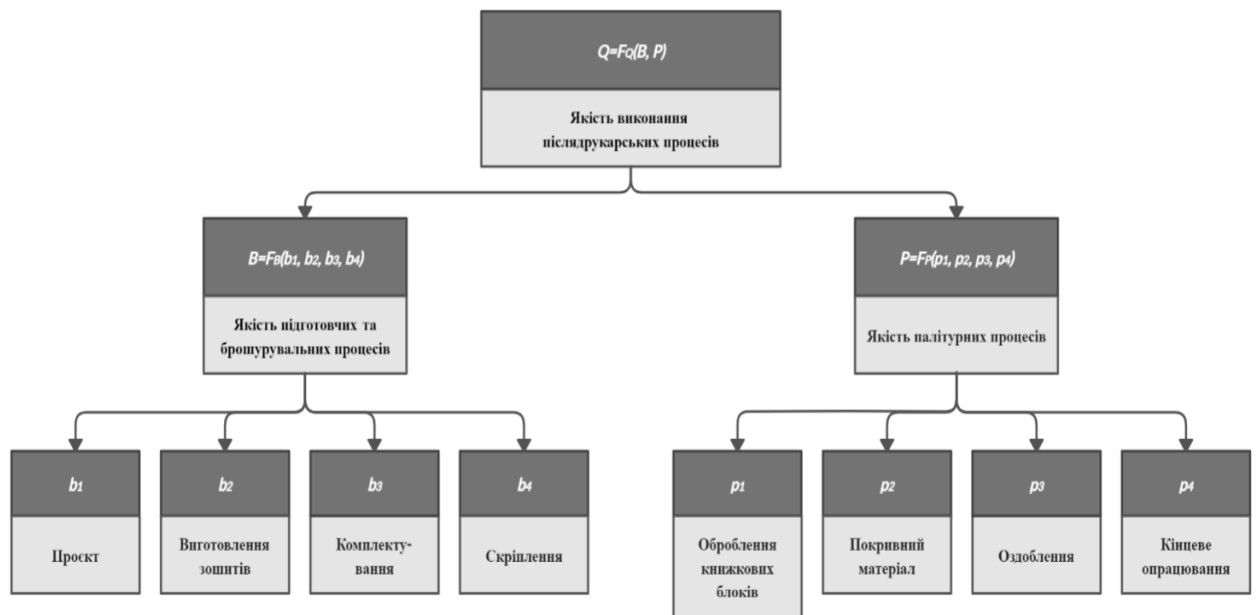 Q=FQ(B, P)
Якість виконання
післядрукарських процесів
B=FB(b1, b2, b3, b4)
Якість підготовчих та
брошурувальних процесів
P=FP(p1, p2, p3, p4)
Якість палітурних процесів
b1
Проєкт
b2
Виготовлення
зошитів
b3
Комплекту-
вання
b4
Скріплення
p1
Оброблення
книжкових
блоків
p2
Покривний
матеріал
p3
Оздоблення
p4
Кінцеве
опрацювання